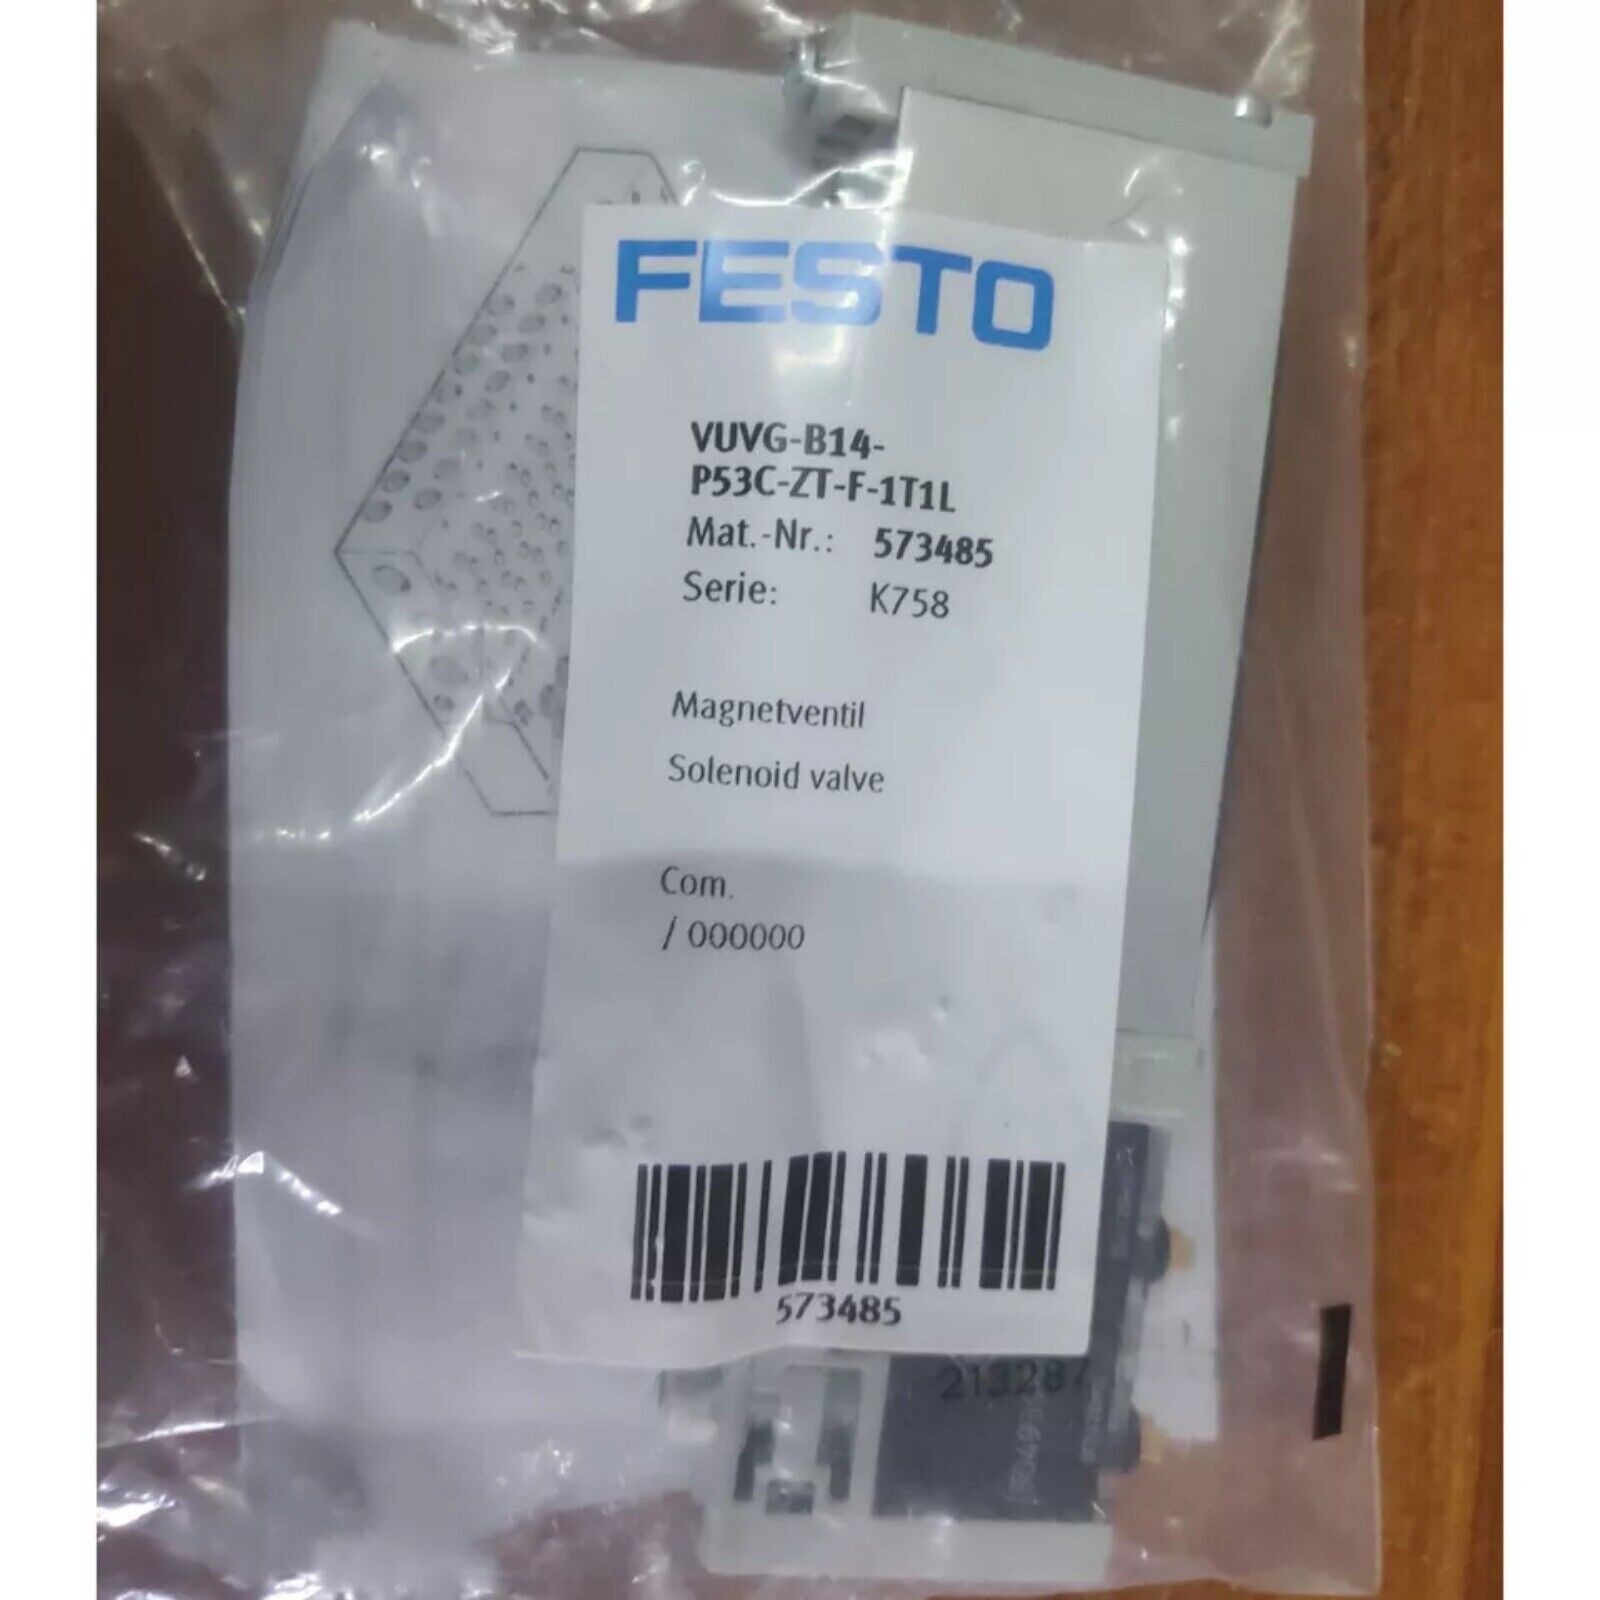 FESTO
VUVG-B14-
P53C-ZT-F-1T1L
Mat.-Nr.: 573485
Serie: K758
Magnetventil
Solenoid valve
Com.
/ 000000
573485
213287